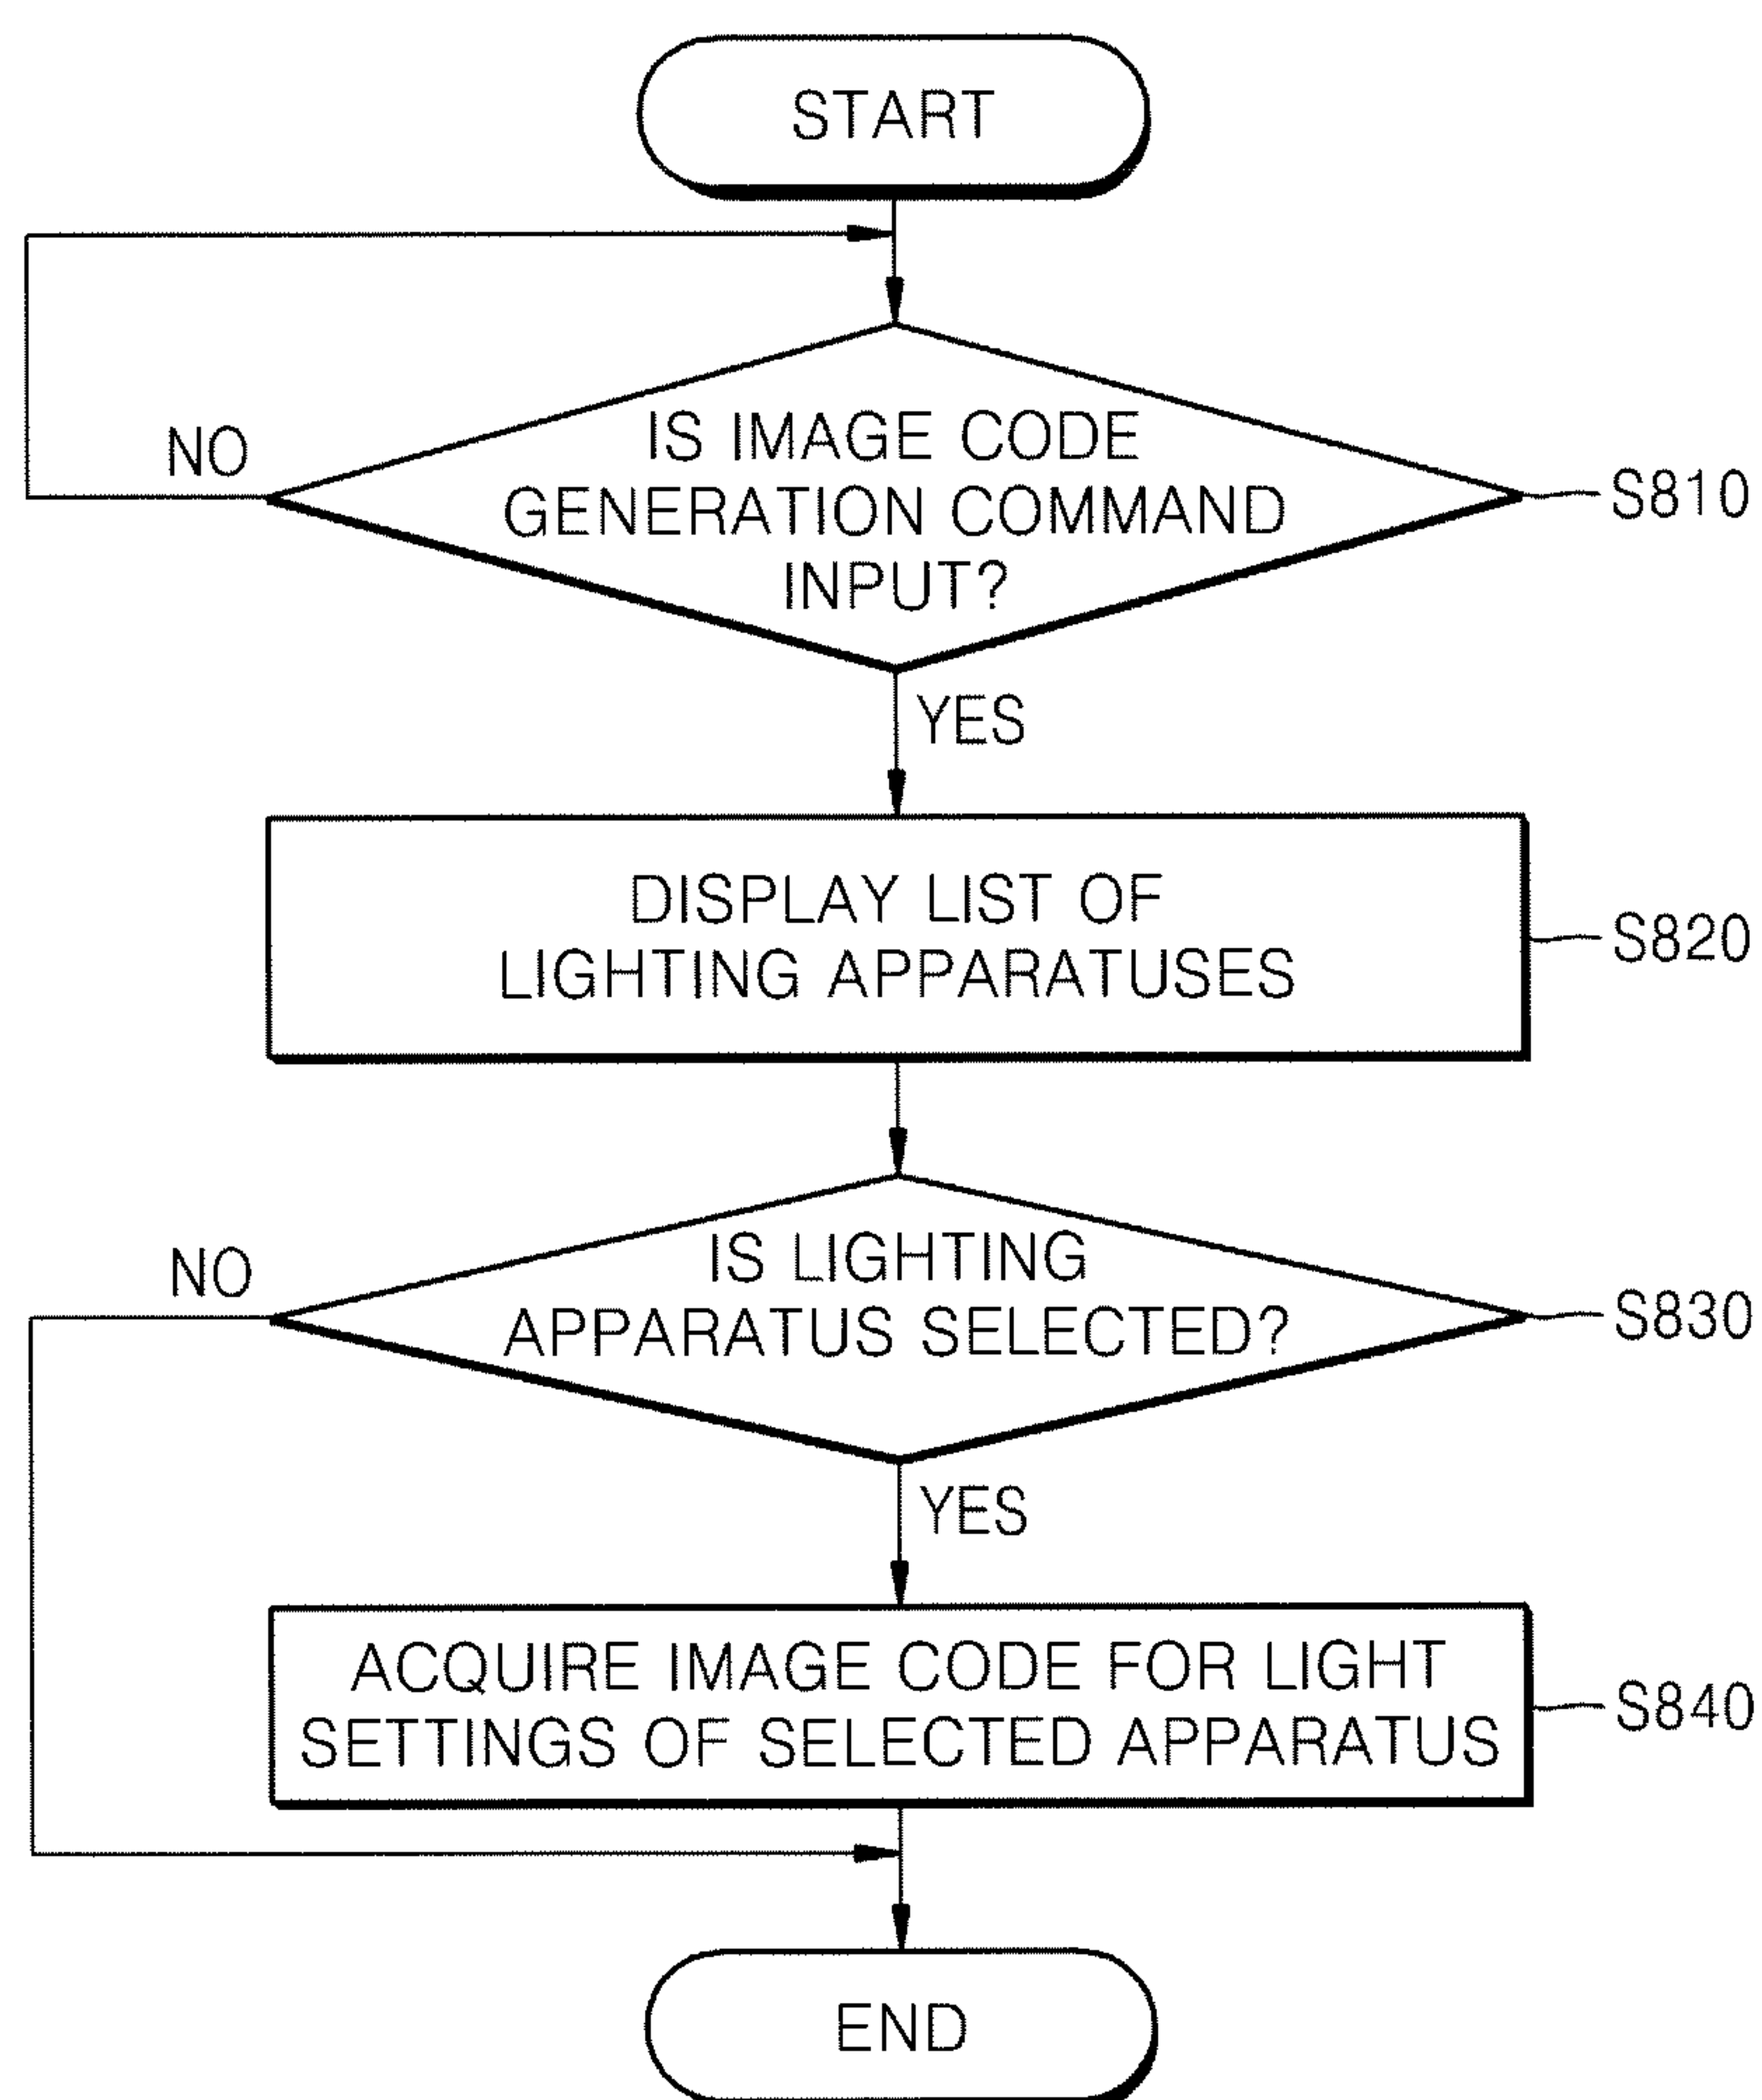 START
NO
IS IMAGE CODE
GENERATION COMMAND
INPUT?
S810
YES
DISPLAY LIST OF
LIGHTING APPARATUSES
S820
NO
IS LIGHTING
APPARATUS SELECTED?
S830
YES
ACQUIRE IMAGE CODE FOR LIGHT
SETTINGS OF SELECTED APPARATUS
S840
END